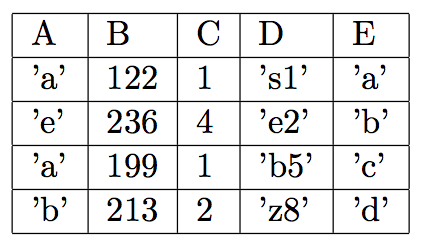 A B C D E
’a’ 122 1 ’s1’ ’a’
’e’ 236 4 ’e2’ ’b’
’a’ 199 1 ’b5’ ’c’
’b’ 213 2 ’z8’ ’d’